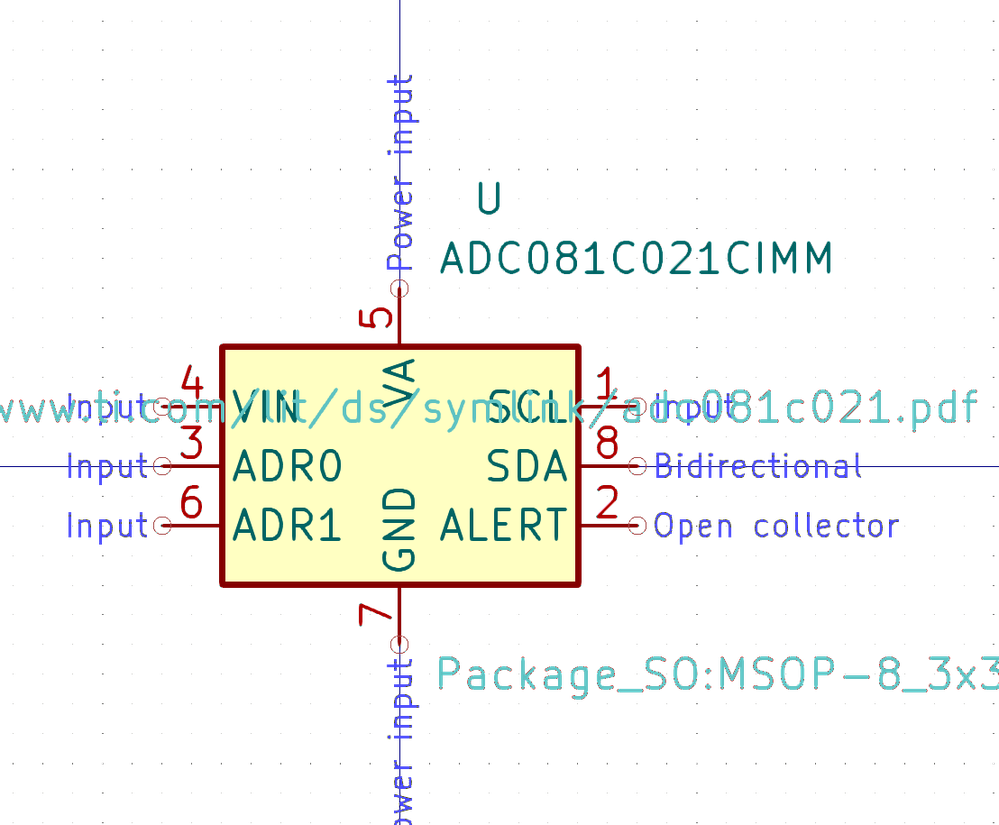 Power input
U
ADC081C021CIMM
5
VA
4
1
Input
VIN
www.ti.com/lit/ds/symlink/adc081c021.pdf
SCL
Input
3
8
Input
ADR0
SDA
Bidirectional
6
2
Input
ADR1
GND
ALERT
Open collector
7
Package_SO:MSOP-8_3x3
Power input